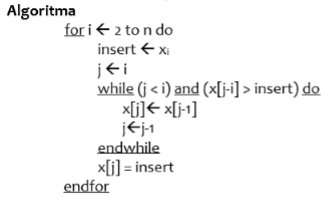 Algoritma
for i ← 2 to n do
insert ← xi
j ← i
while (j < i) and (x[j-i] > insert) do
x[j] ← x[j-1]
j←j-1
endwhile
x[j] = insert
endfor